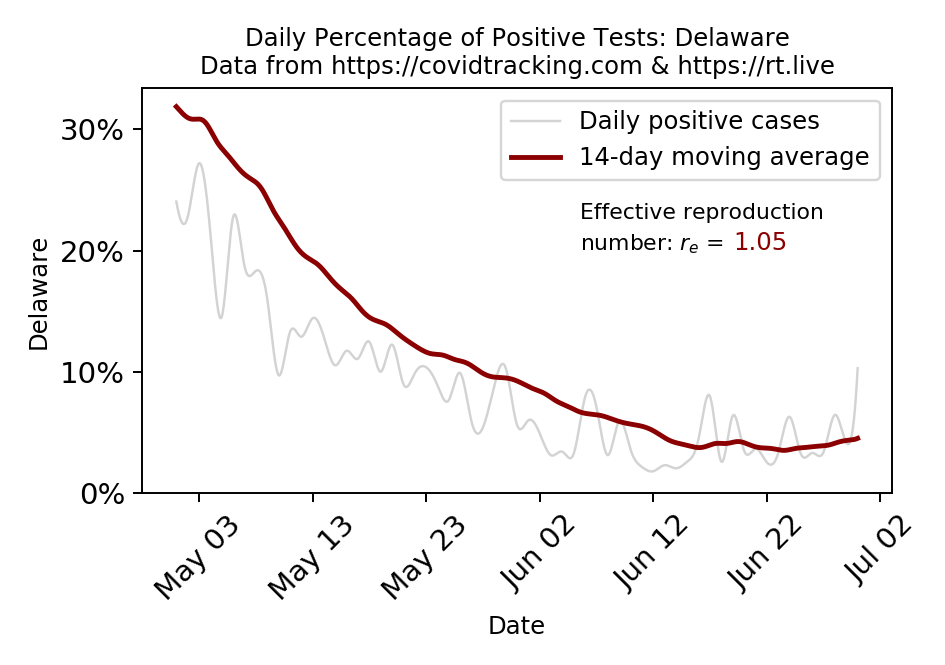 Daily Percentage of Positive Tests: Delaware
Data from https://covidtracking.com & https://rt.live
Daily positive cases
14-day moving average
Effective reproduction
number: rₑ = 1.05
Delaware
30%
20%
10%
0%
May 03
May 13
May 23
Jun 02
Jun 12
Jun 22
Jul 02
Date